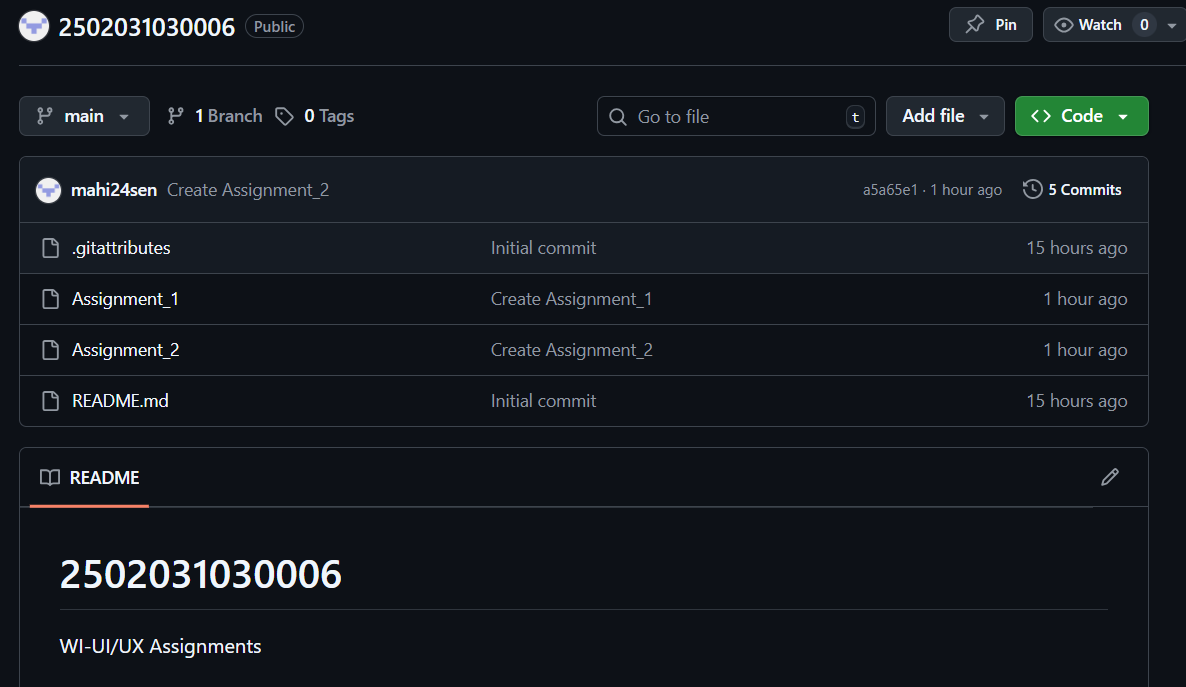 2502031030006 Public Pin Watch 0
main 1 Branch 0 Tags Go to file t Add file Code
mahi24sen Create Assignment_2 a5a65e1 · 1 hour ago 5 Commits
.gitattributes Initial commit 15 hours ago
Assignment_1 Create Assignment_1 1 hour ago
Assignment_2 Create Assignment_2 1 hour ago
README.md Initial commit 15 hours ago
README
2502031030006
WI-UI/UX Assignments